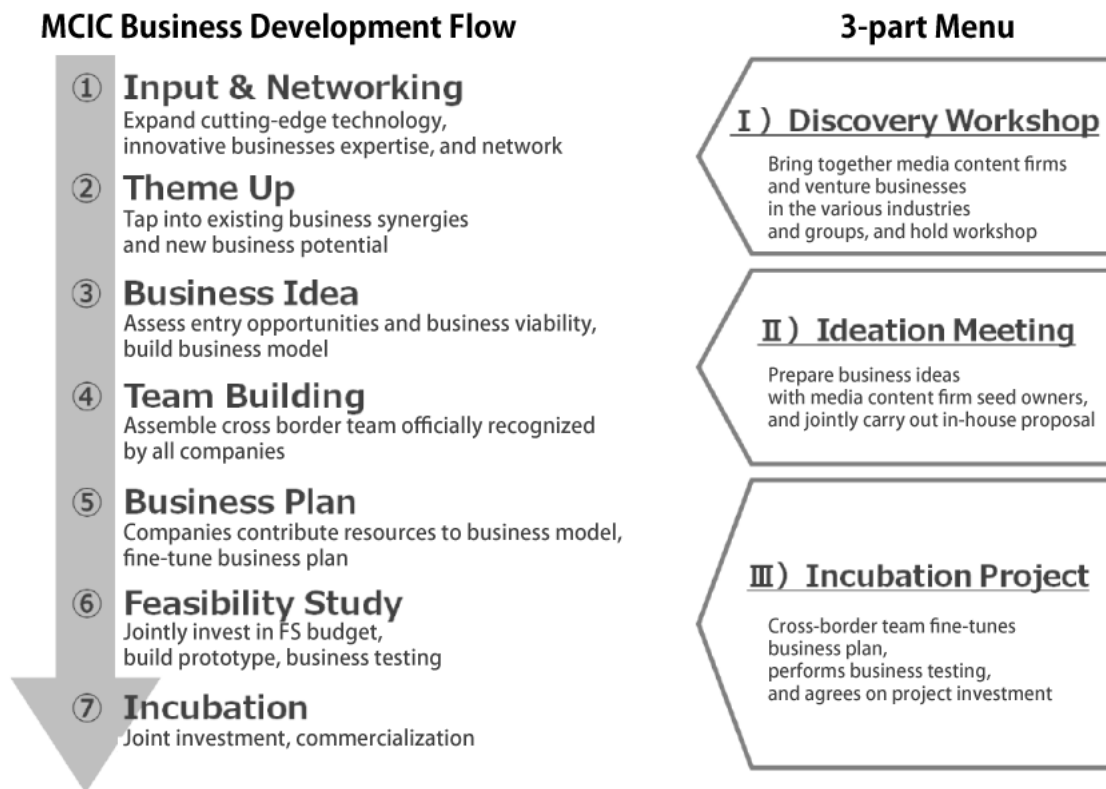 MCIC Business Development Flow
① Input & Networking
Expand cutting-edge technology,
innovative businesses expertise, and network
② Theme Up
Tap into existing business synergies
and new business potential
③ Business Idea
Assess entry opportunities and business viability,
build business model
④ Team Building
Assemble cross border team officially recognized
by all companies
⑤ Business Plan
Companies contribute resources to business model,
fine-tune business plan
⑥ Feasibility Study
Jointly invest in FS budget,
build prototype, business testing
⑦ Incubation
Joint investment, commercialization
3-part Menu
Ⅰ) Discovery Workshop
Bring together media content firms
and venture businesses
in the various industries
and groups, and hold workshop
Ⅱ) Ideation Meeting
Prepare business ideas
with media content firm seed owners,
and jointly carry out in-house proposal
Ⅲ) Incubation Project
Cross-border team fine-tunes
business plan,
performs business testing,
and agrees on project investment